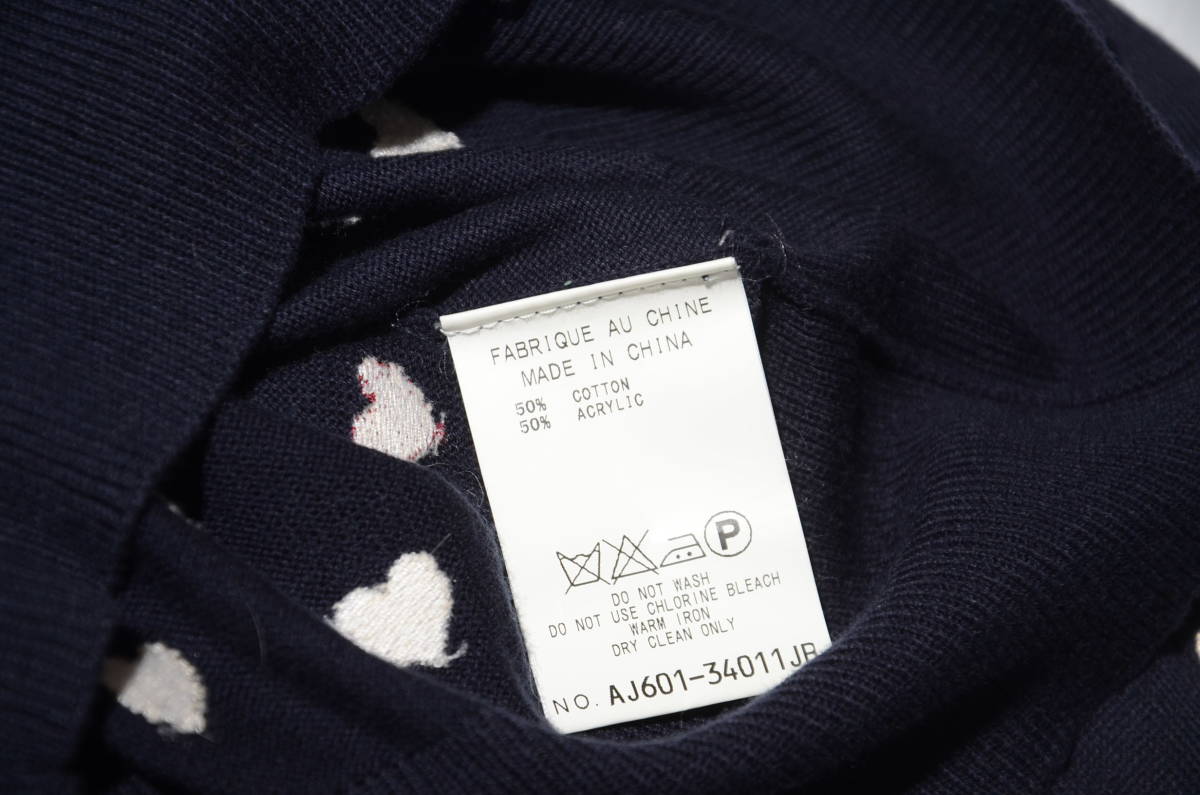 FABRIQUE AU CHINE
MADE IN CHINA
50% COTTON
50% ACRYLIC
P
DO NOT WASH
DO NOT USE CHLORINE BLEACH
WARM IRON
DRY CLEAN ONLY
NO. AJ601-34011JB